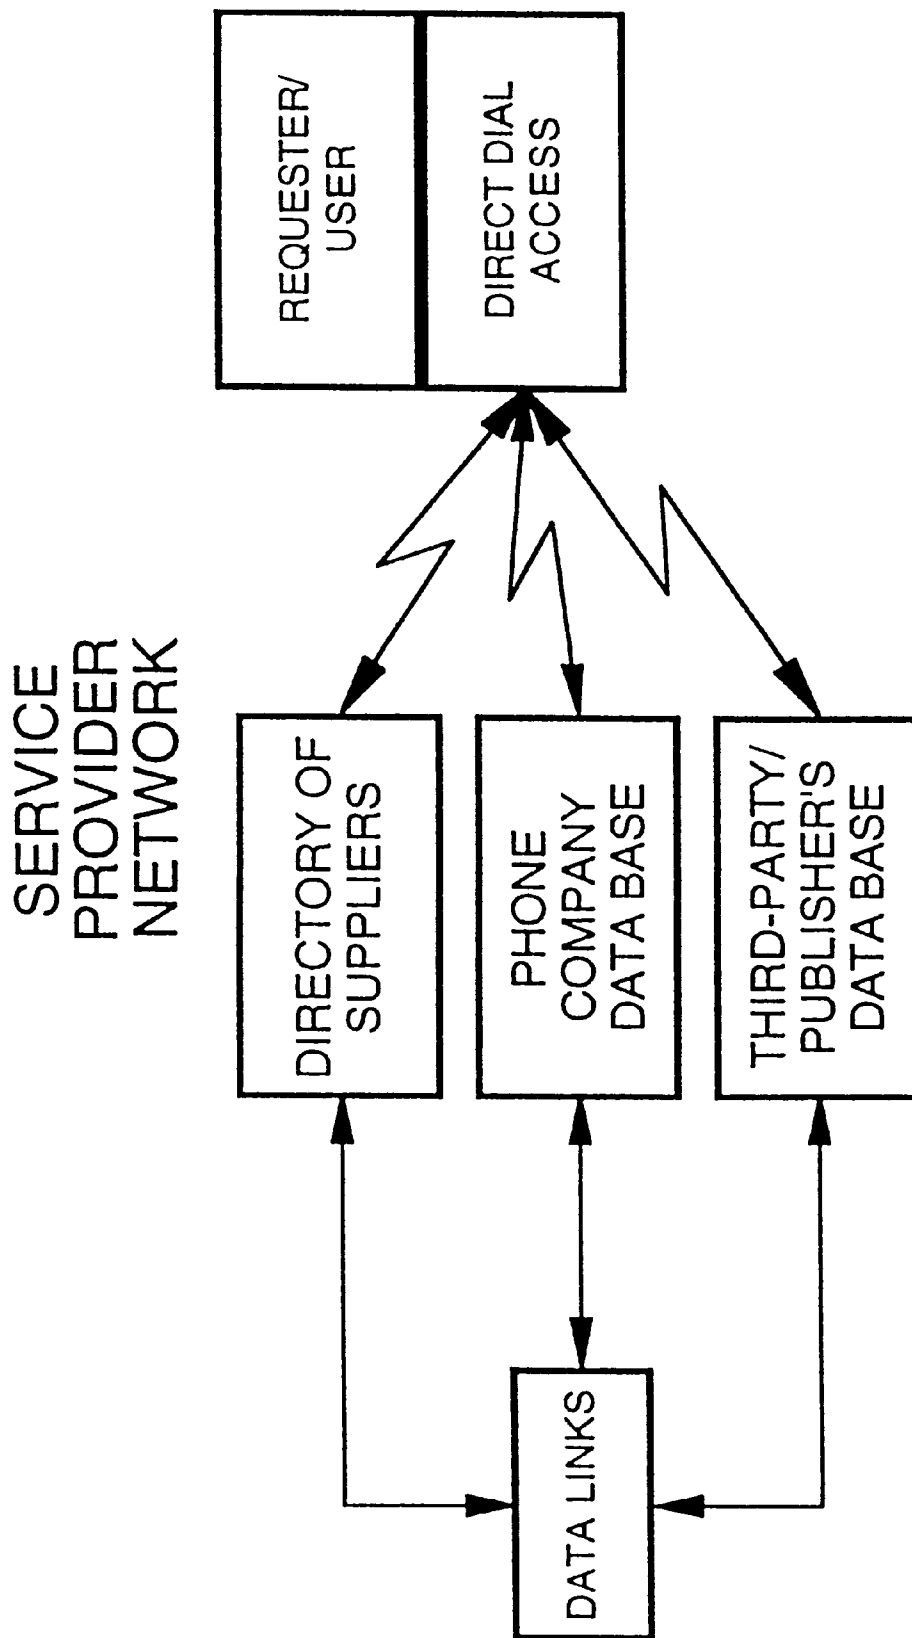 SERVICE
PROVIDER
NETWORK
DATA LINKS
DIRECTORY OF
SUPPLIERS
PHONE
COMPANY
DATA BASE
THIRD-PARTY/
PUBLISHER'S
DATA BASE
REQUESTER/
USER
DIRECT DIAL
ACCESS